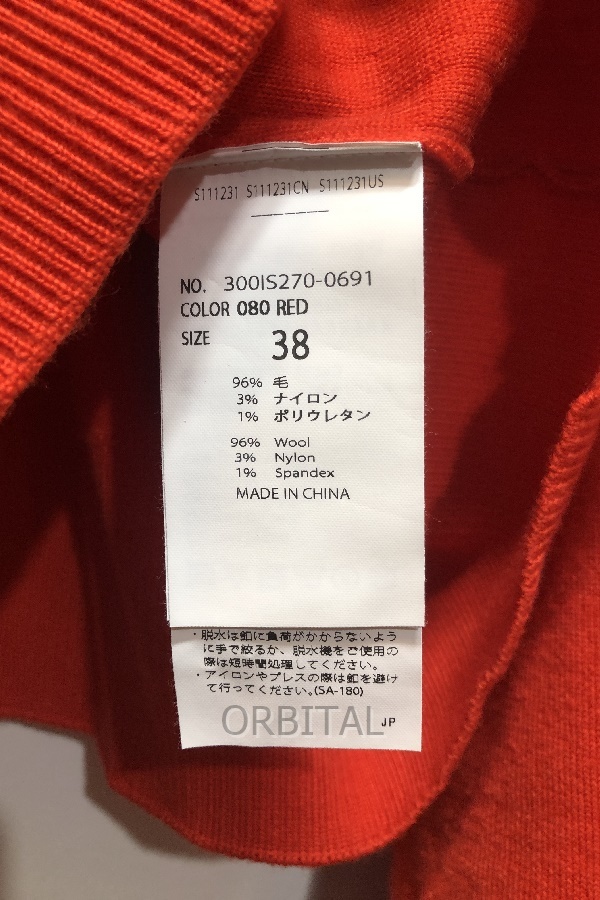 S111231 S111231CN S111231US
NO. 300IS270-0691
COLOR 080 RED
SIZE 38
96% 毛
3% ナイロン
1% ポリウレタン
96% Wool
3% Nylon
1% Spandex
MADE IN CHINA
・脱水は釦に負荷がかからないよう
に手で絞るか、脱水機をご使用の
際は短時間処理してください。
・アイロンやプレスの際は釦を避け
て行ってください。(SA-180)
ORBITAL
JP